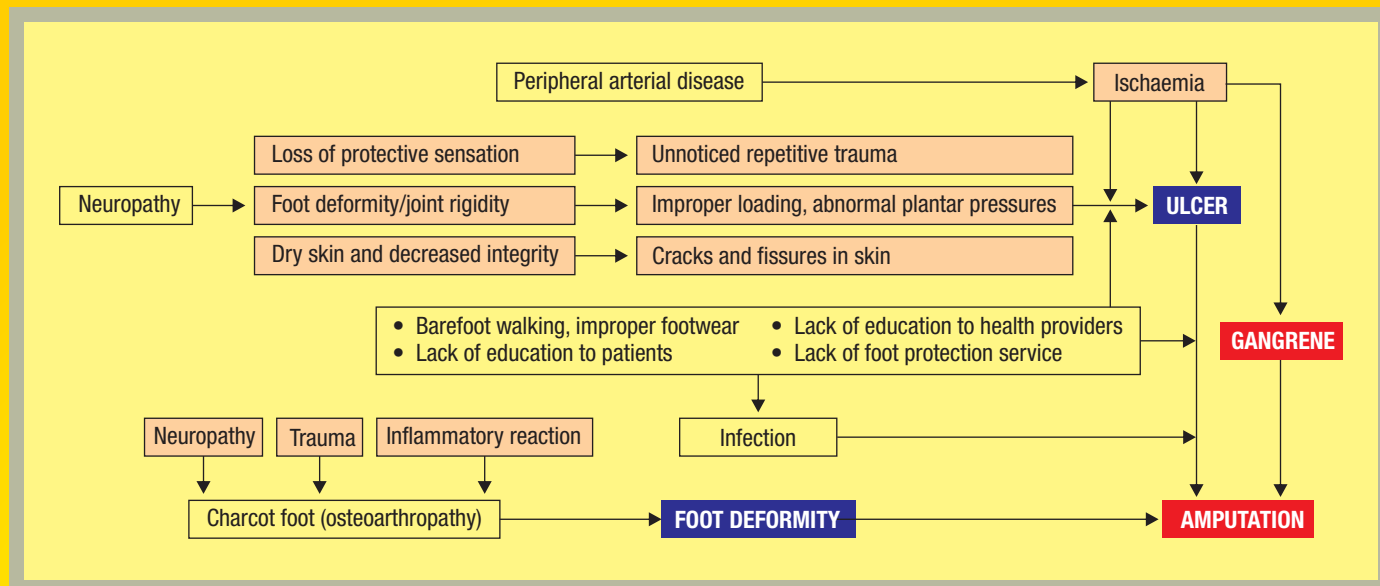 Peripheral arterial disease
Ischaemia
Loss of protective sensation
Unnoticed repetitive trauma
Neuropathy
Foot deformity/joint rigidity
Improper loading, abnormal plantar pressures
ULCER
Dry skin and decreased integrity
Cracks and fissures in skin
• Barefoot walking, improper footwear
• Lack of education to patients
• Lack of education to health providers
• Lack of foot protection service
GANGRENE
Neuropathy
Trauma
Inflammatory reaction
Infection
Charcot foot (osteoarthropathy)
FOOT DEFORMITY
AMPUTATION